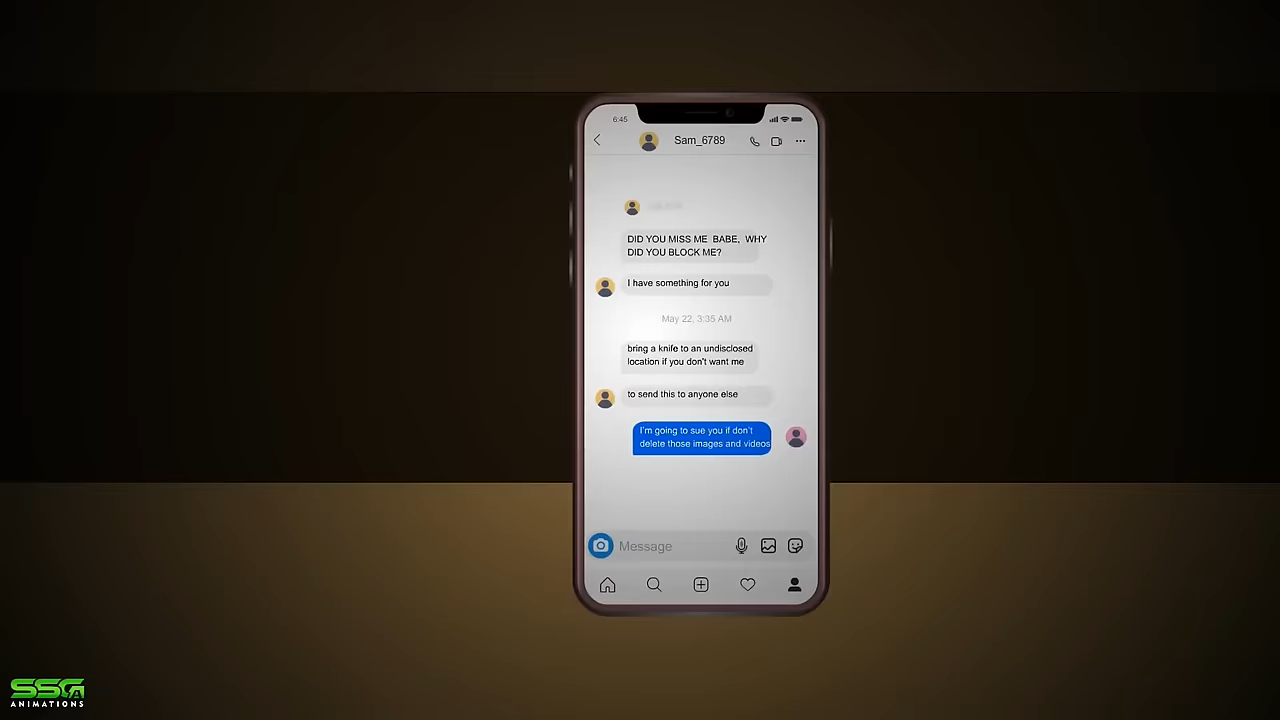 6:45
Sam_6789
DID YOU MISS ME BABE, WHY
DID YOU BLOCK ME?
I have something for you
May 22, 3:35 AM
bring a knife to an undisclosed
location if you don't want me
to send this to anyone else
I'm going to sue you if don't
delete those images and videos
Message
SSGA
ANIMATIONS